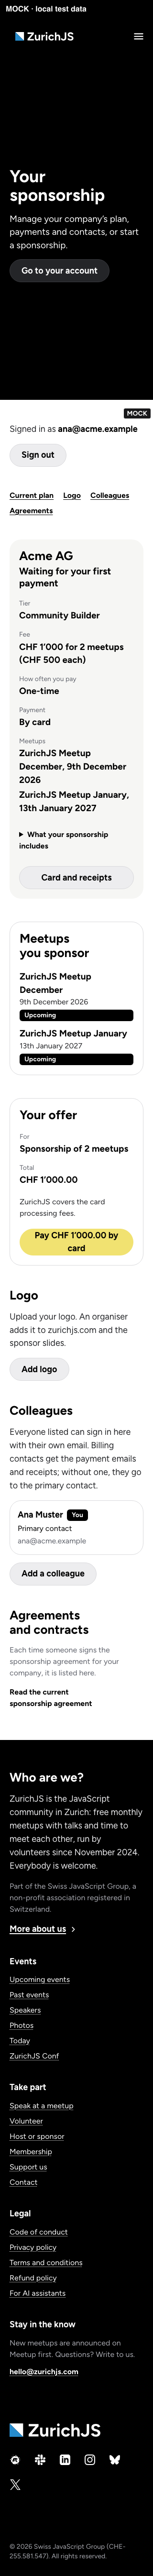 MOCK · local test data
ZurichJS
Your
sponsorship
Manage your company's plan,
payments and contacts, or start
a sponsorship.
Go to your account
MOCK
Signed in as ana@acme.example
Sign out
Current plan Logo Colleagues
Agreements
Acme AG
Waiting for your first
payment
Tier
Community Builder
Fee
CHF 1'000 for 2 meetups
(CHF 500 each)
How often you pay
One-time
Payment
By card
Meetups
ZurichJS Meetup
December, 9th December
2026
ZurichJS Meetup January,
13th January 2027
What your sponsorship
includes
Card and receipts
Meetups
you sponsor
ZurichJS Meetup
December
9th December 2026
Upcoming
ZurichJS Meetup January
13th January 2027
Upcoming
Your offer
For
Sponsorship of 2 meetups
Total
CHF 1'000.00
ZurichJS covers the card
processing fees.
Pay CHF 1'000.00 by
card
Logo
Upload your logo. An organiser
adds it to zurichjs.com and the
sponsor slides.
Add logo
Colleagues
Everyone listed can sign in here
with their own email. Billing
contacts get the payment emails
and receipts; without one, they go
to the primary contact.
Ana Muster You
Primary contact
ana@acme.example
Add a colleague
Agreements
and contracts
Each time someone signs the
sponsorship agreement for your
company, it is listed here.
Read the current
sponsorship agreement
Who are we?
ZurichJS is the JavaScript
community in Zurich: free monthly
meetups with talks and time to
meet each other, run by
volunteers since November 2024.
Everybody is welcome.
Part of the Swiss JavaScript Group, a
non-profit association registered in
Switzerland.
More about us
Events
Upcoming events
Past events
Speakers
Photos
Today
ZurichJS Conf
Take part
Speak at a meetup
Volunteer
Host or sponsor
Membership
Support us
Contact
Legal
Code of conduct
Privacy policy
Terms and conditions
Refund policy
For AI assistants
Stay in the know
New meetups are announced on
Meetup first. Questions? Write to us.
hello@zurichjs.com
ZurichJS
© 2026 Swiss JavaScript Group (CHE-
255.581.547). All rights reserved.